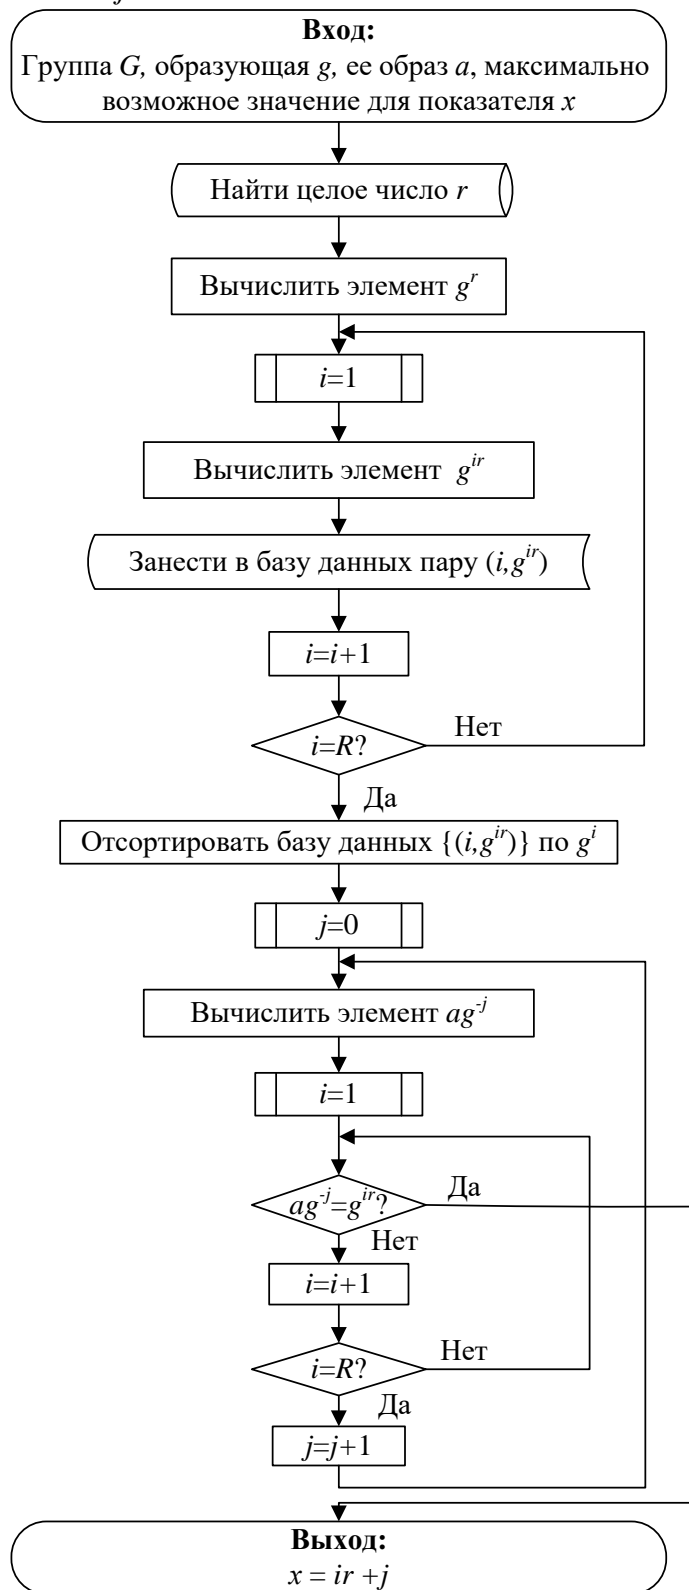 Вход:
Группа G, образующая g, ее образ a, максимально
возможное значение для показателя x
Найти целое число r
Вычислить элемент g^r
i=1
Вычислить элемент g^{ir}
Занести в базу данных пару (i,g^{ir})
i=i+1
i=R?
Нет
Да
Отсортировать базу данных {(i,g^{ir})} по g^i
j=0
Вычислить элемент ag^{-j}
i=1
ag^{-j}=g^{ir}?
Да
Нет
i=i+1
i=R?
Нет
Да
j=j+1
Выход:
x = ir +j